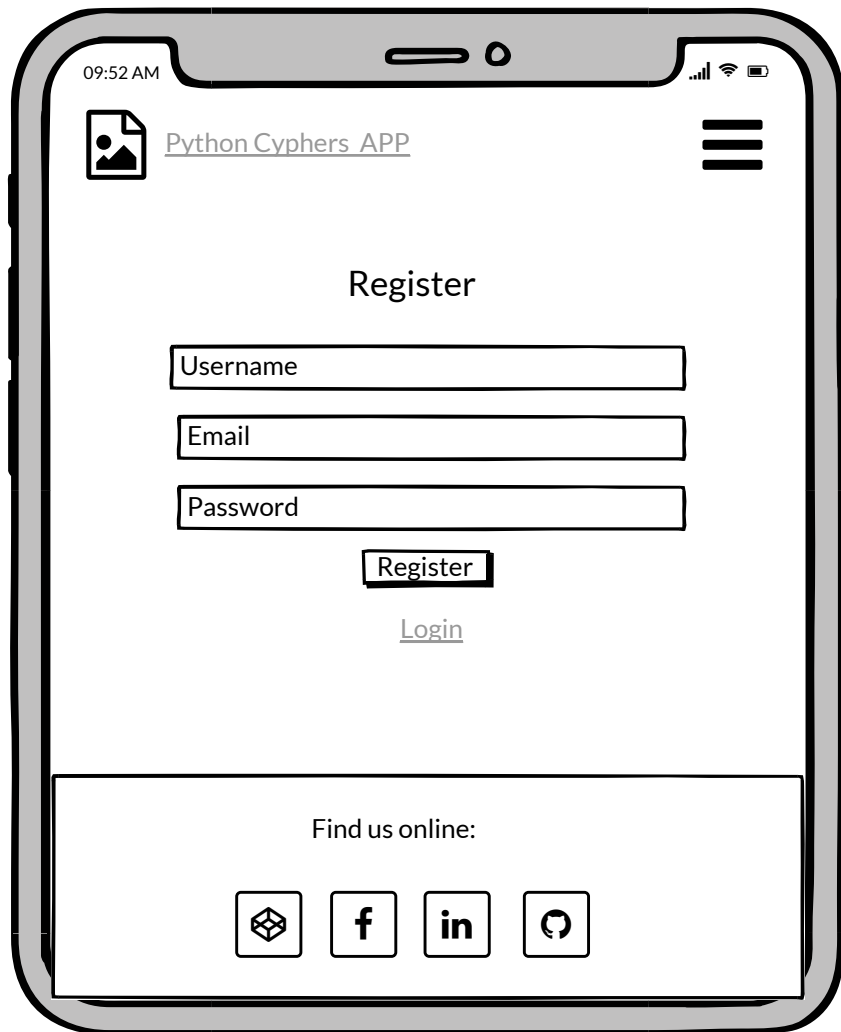 09:52 AM
Python Cyphers APP
Register
Username
Email
Password
Register
Login
Find us online: